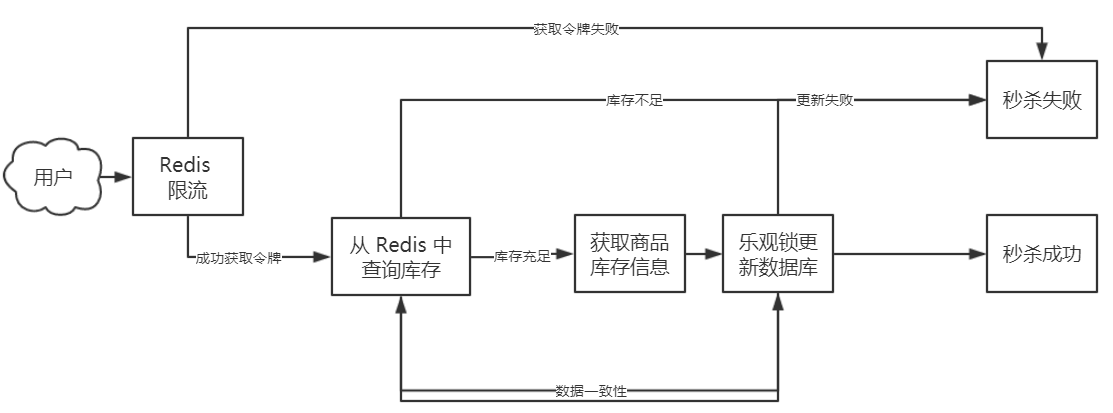 获取令牌失败
秒杀失败
库存不足
更新失败
用户
Redis
限流
成功获取令牌
从 Redis 中
查询库存
库存充足
获取商品
库存信息
乐观锁更
新数据库
秒杀成功
数据一致性